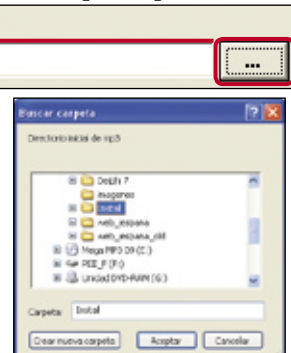 ...
Buscar carpeta
Directorio inicial de mp3
Delphi 7
imagenes
Instal
web_espana
web_espana_old
Mega MP3 09 (E:)
PEZ_F (F:)
Unidad DVD-RAM (G:)
Carpeta: Instal
Crear nueva carpeta
Aceptar
Cancelar